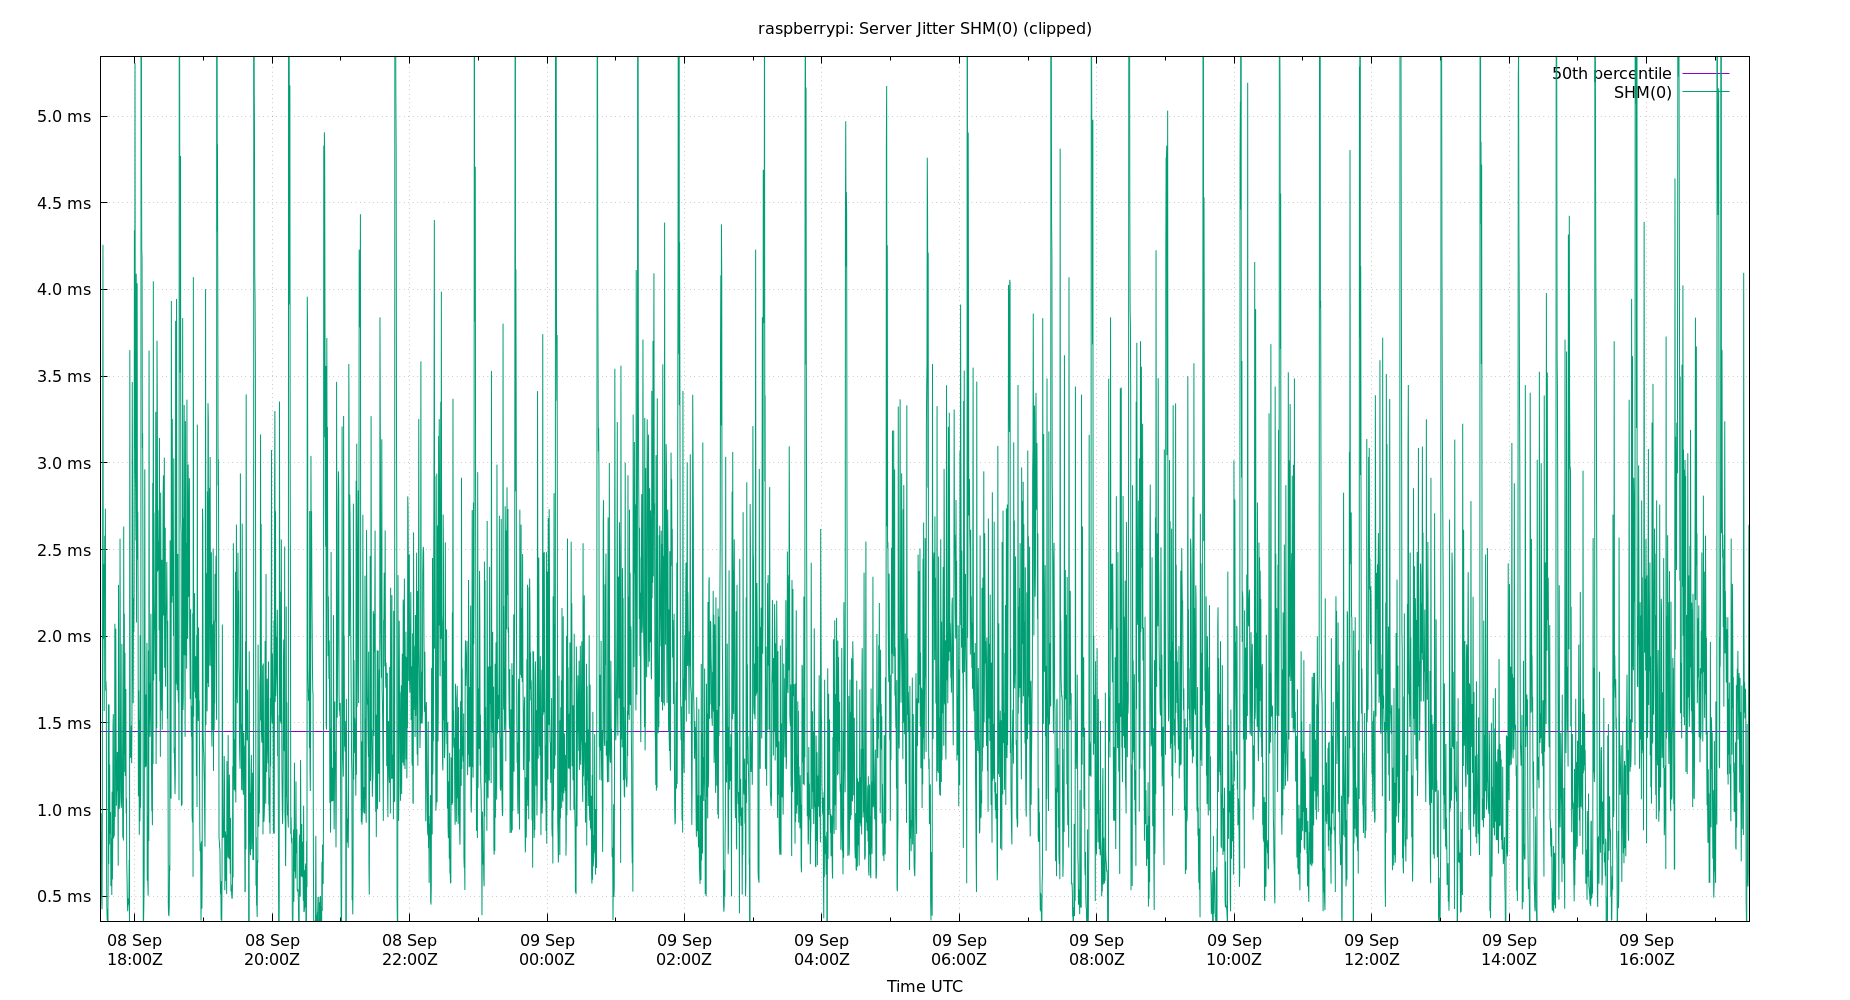 raspberrypi: Server Jitter SHM(0) (clipped)
50th percentile
SHM(0)
5.0 ms
4.5 ms
4.0 ms
3.5 ms
3.0 ms
2.5 ms
2.0 ms
1.5 ms
1.0 ms
0.5 ms
08 Sep 08 Sep 08 Sep 09 Sep 09 Sep 09 Sep 09 Sep 09 Sep 09 Sep 09 Sep 09 Sep 09 Sep
18:00Z 20:00Z 22:00Z 00:00Z 02:00Z 04:00Z 06:00Z 08:00Z 10:00Z 12:00Z 14:00Z 16:00Z
Time UTC